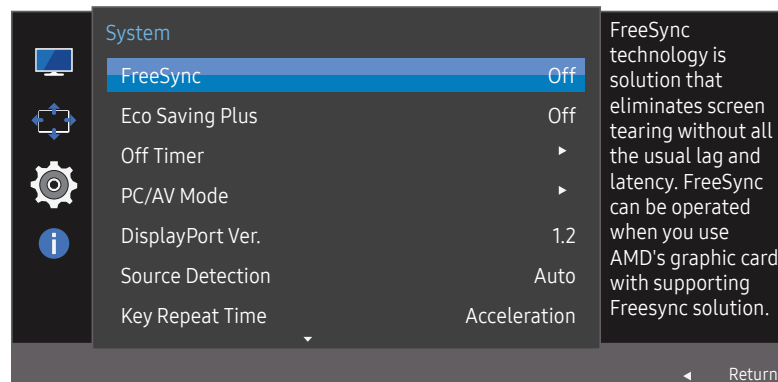 System
FreeSync Off
Eco Saving Plus Off
Off Timer
PC/AV Mode
DisplayPort Ver. 1.2
Source Detection Auto
Key Repeat Time Acceleration
FreeSync
technology is
solution that
eliminates screen
tearing without all
the usual lag and
latency. FreeSync
can be operated
when you use
AMD's graphic card
with supporting
Freesync solution.
Return